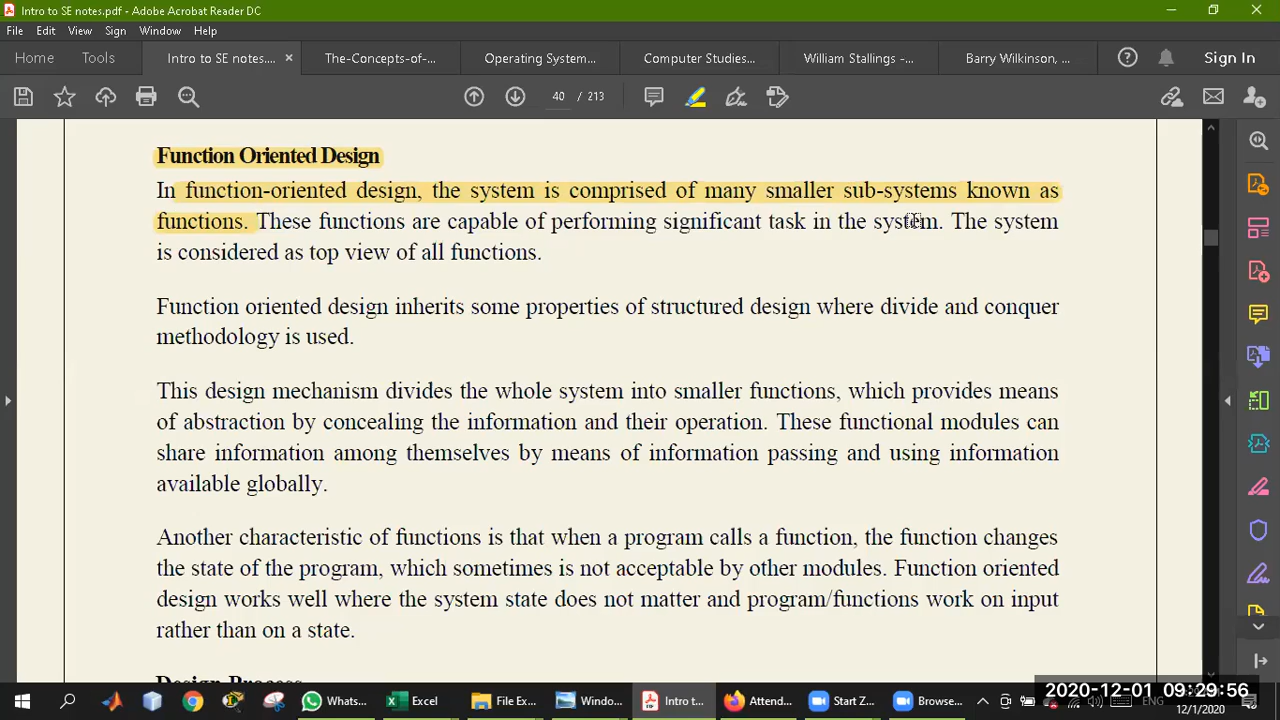 Intro to SE notes.pdf - Adobe Acrobat Reader DC
File Edit View Sign Window Help
Home Tools Intro to SE notes.... × The-Concepts-of-... Operating System... Computer Studies... William Stallings -... Barry Wilkinson, ... Sign In
40 / 213
Function Oriented Design
In function-oriented design, the system is comprised of many smaller sub-systems known as
functions. These functions are capable of performing significant task in the system. The system
is considered as top view of all functions.
Function oriented design inherits some properties of structured design where divide and conquer
methodology is used.
This design mechanism divides the whole system into smaller functions, which provides means
of abstraction by concealing the information and their operation. These functional modules can
share information among themselves by means of information passing and using information
available globally.
Another characteristic of functions is that when a program calls a function, the function changes
the state of the program, which sometimes is not acceptable by other modules. Function oriented
design works well where the system state does not matter and program/functions work on input
rather than on a state.
Design Process
Whats... Excel File Ex... Windo... Intro t... Attend... Start Z... Browse...
2020-12-01 09:29:56
12/1/2020